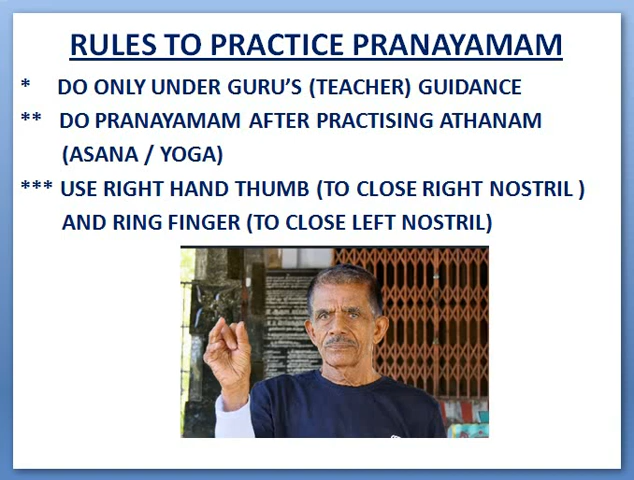 RULES TO PRACTICE PRANAYAMAM
* DO ONLY UNDER GURU'S (TEACHER) GUIDANCE
** DO PRANAYAMAM AFTER PRACTISING ATHANAM
(ASANA / YOGA)
*** USE RIGHT HAND THUMB (TO CLOSE RIGHT NOSTRIL )
AND RING FINGER (TO CLOSE LEFT NOSTRIL)